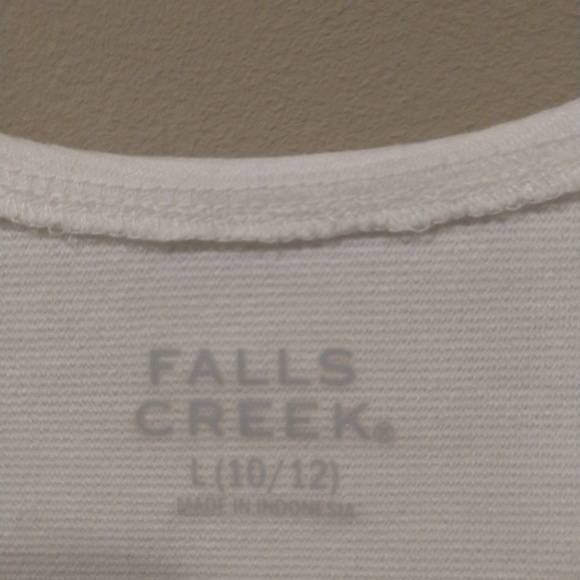 FALLS
CREEK®
L (10/12)
MADE IN INDONESIA